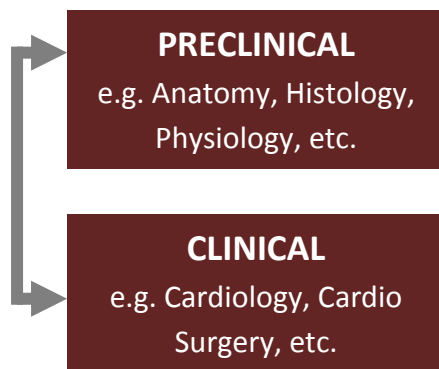 PRECLINICAL
e.g. Anatomy, Histology,
Physiology, etc.
CLINICAL
e.g. Cardiology, Cardio
Surgery, etc.